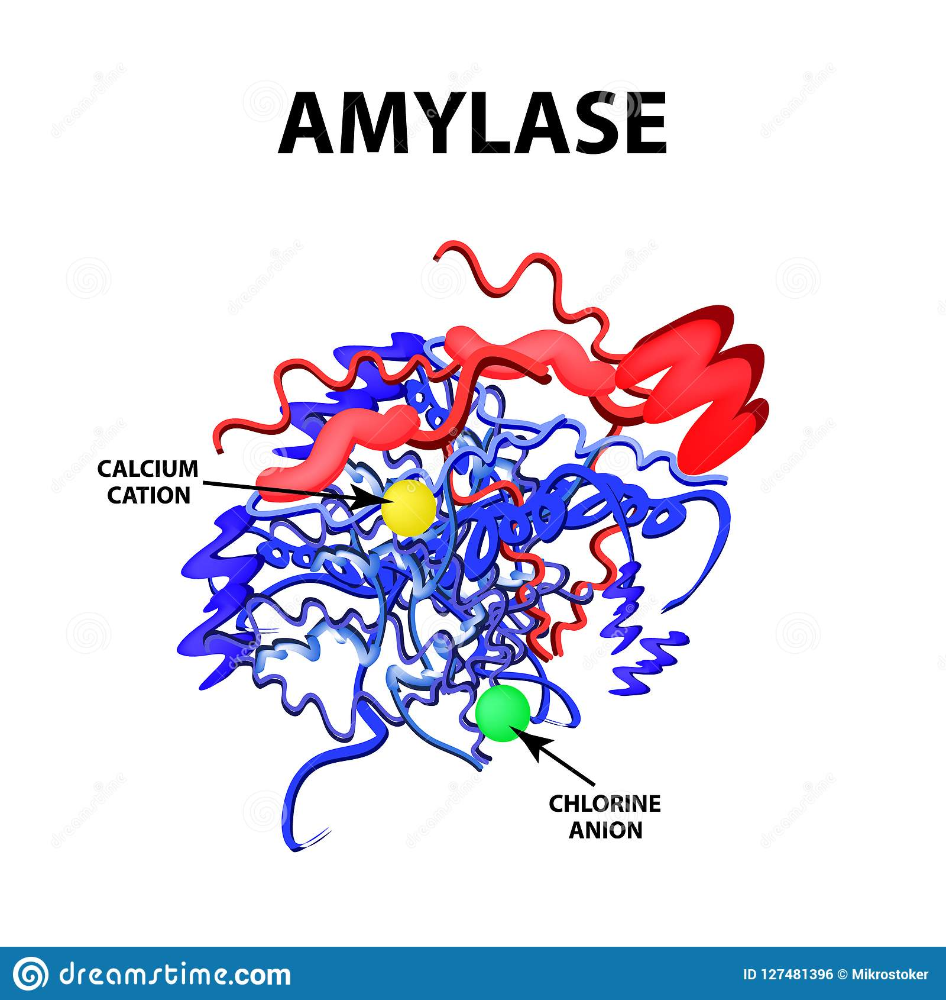 AMYLASE
CALCIUM
CATION
CHLORINE
ANION
dreamstime.com
ID 127481396 © Mikrostoker